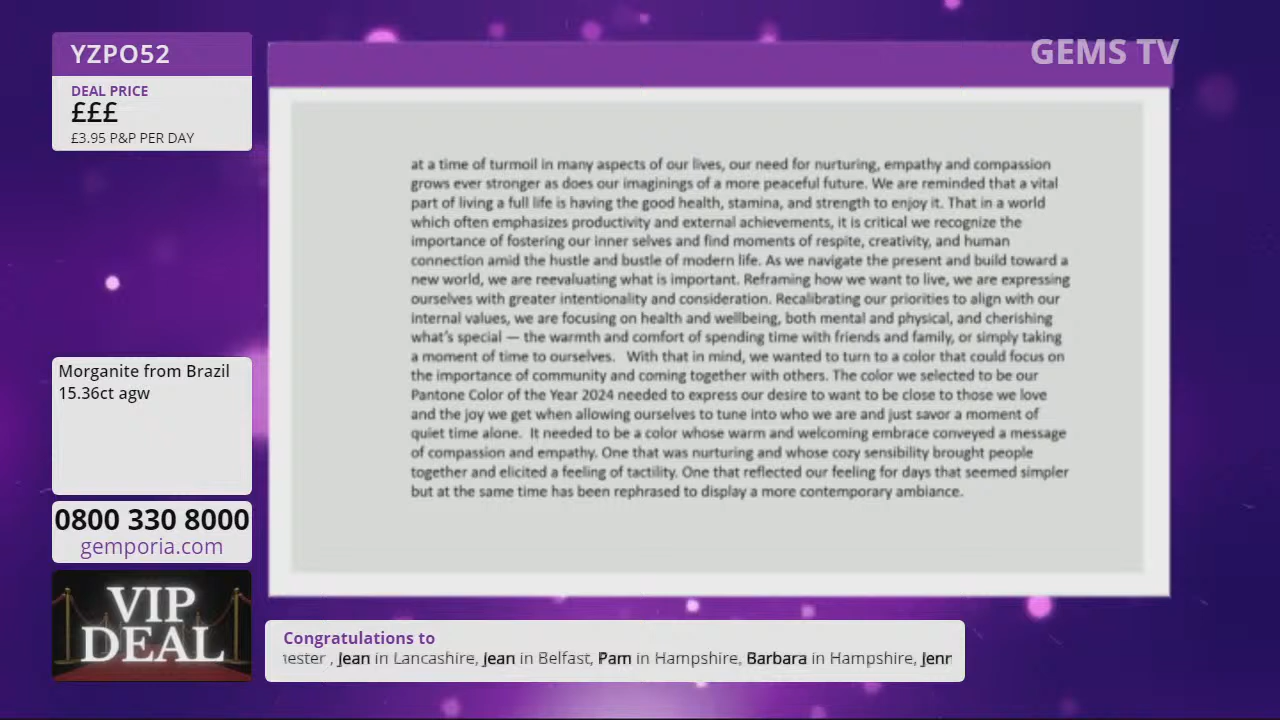 YZPO52
DEAL PRICE
£££
£3.95 P&P PER DAY
GEMS TV
at a time of turmoil in many aspects of our lives, our need for nurturing, empathy and compassion
grows ever stronger as does our imaginings of a more peaceful future. We are reminded that a vital
part of living a full life is having the good health, stamina, and strength to enjoy it. That in a world
which often emphasizes productivity and external achievements, it is critical we recognize the
importance of fostering our inner selves and find moments of respite, creativity, and human
connection amid the hustle and bustle of modern life. As we navigate the present and build toward a
new world, we are reevaluating what is important. Reframing how we want to live, we are expressing
ourselves with greater intentionality and consideration. Recalibrating our priorities to align with our
internal values, we are focusing on health and wellbeing, both mental and physical, and cherishing
what's special — the warmth and comfort of spending time with friends and family, or simply taking
a moment of time to ourselves. With that in mind, we wanted to turn to a color that could focus on
the importance of community and coming together with others. The color we selected to be our
Pantone Color of the Year 2024 needed to express our desire to want to be close to those we love
and the joy we get when allowing ourselves to tune into who we are and just savor a moment of
quiet time alone. It needed to be a color whose warm and welcoming embrace conveyed a message
of compassion and empathy. One that was nurturing and whose cozy sensibility brought people
together and elicited a feeling of tactility. One that reflected our feeling for days that seemed simpler
but at the same time has been rephrased to display a more contemporary ambiance.
Morganite from Brazil
15.36ct agw
0800 330 8000
gemporia.com
VIP
DEAL
Congratulations to
hester , Jean in Lancashire, Jean in Belfast, Pam in Hampshire, Barbara in Hampshire, Jenn